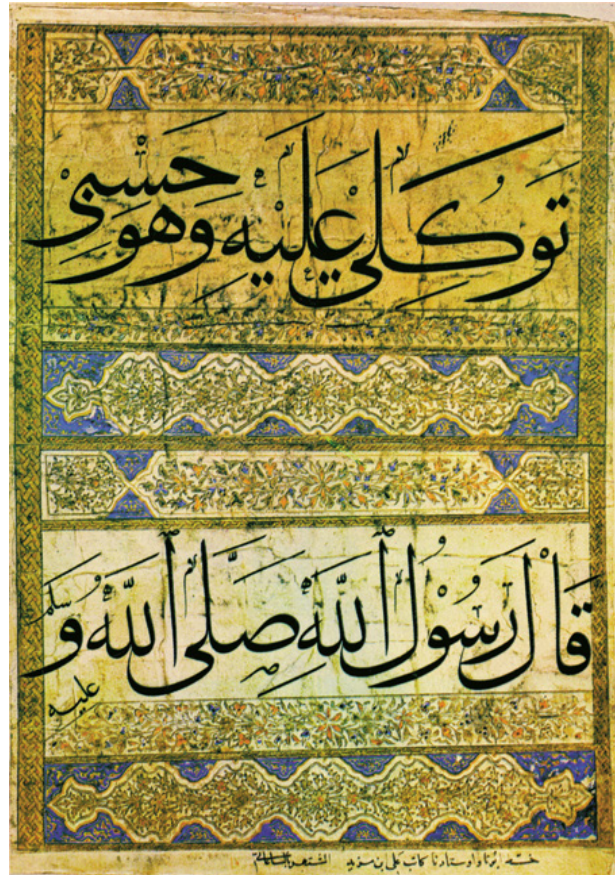 توكلي عليه وهو حسبي
قال رسول الله صلى الله عليه وسلم